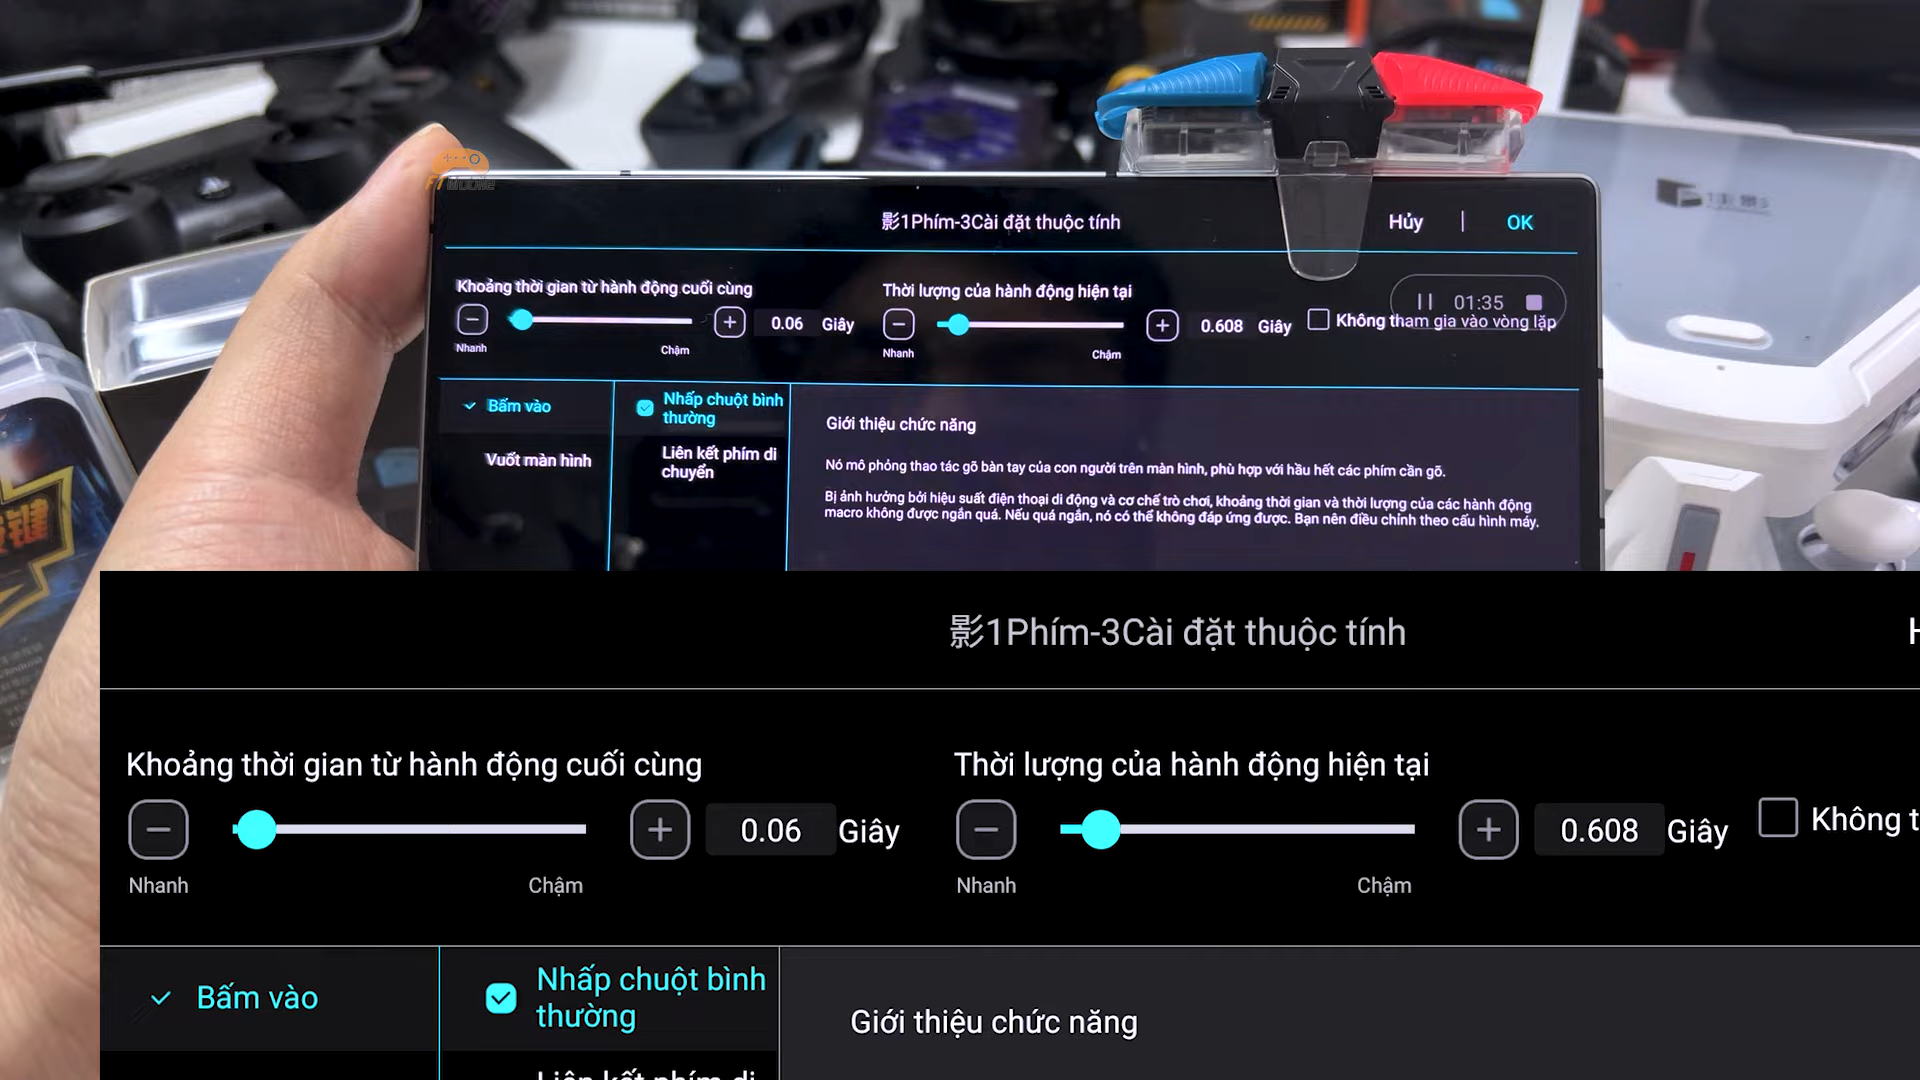 FT Mobile
影1Phím-3Cài đặt thuộc tính
Hủy | OK
Khoảng thời gian từ hành động cuối cùng
0.06 Giây
Nhanh
Chậm
Thời lượng của hành động hiện tại
0.608 Giây
Nhanh
Chậm
01:35
Không tham gia vào vòng lặp
Bấm vào
Vuốt màn hình
Nhấp chuột bình
thường
Liên kết phím di
chuyển
Giới thiệu chức năng
Nó mô phỏng thao tác gõ bàn tay của con người trên màn hình, phù hợp với hầu hết các phím cần gõ.
Bị ảnh hưởng bởi hiệu suất điện thoại di động và cơ chế trò chơi, khoảng thời gian và thời lượng của các hành động
macro không được ngắn quá. Nếu quá ngắn, nó có thể không đáp ứng được. Bạn nên điều chỉnh theo cấu hình máy.
影1Phím-3Cài đặt thuộc tính
Khoảng thời gian từ hành động cuối cùng
0.06 Giây
Nhanh
Chậm
Thời lượng của hành động hiện tại
0.608 Giây
Nhanh
Chậm
Không t
Bấm vào
Nhấp chuột bình
thường
Liên kết phím di
Giới thiệu chức năng